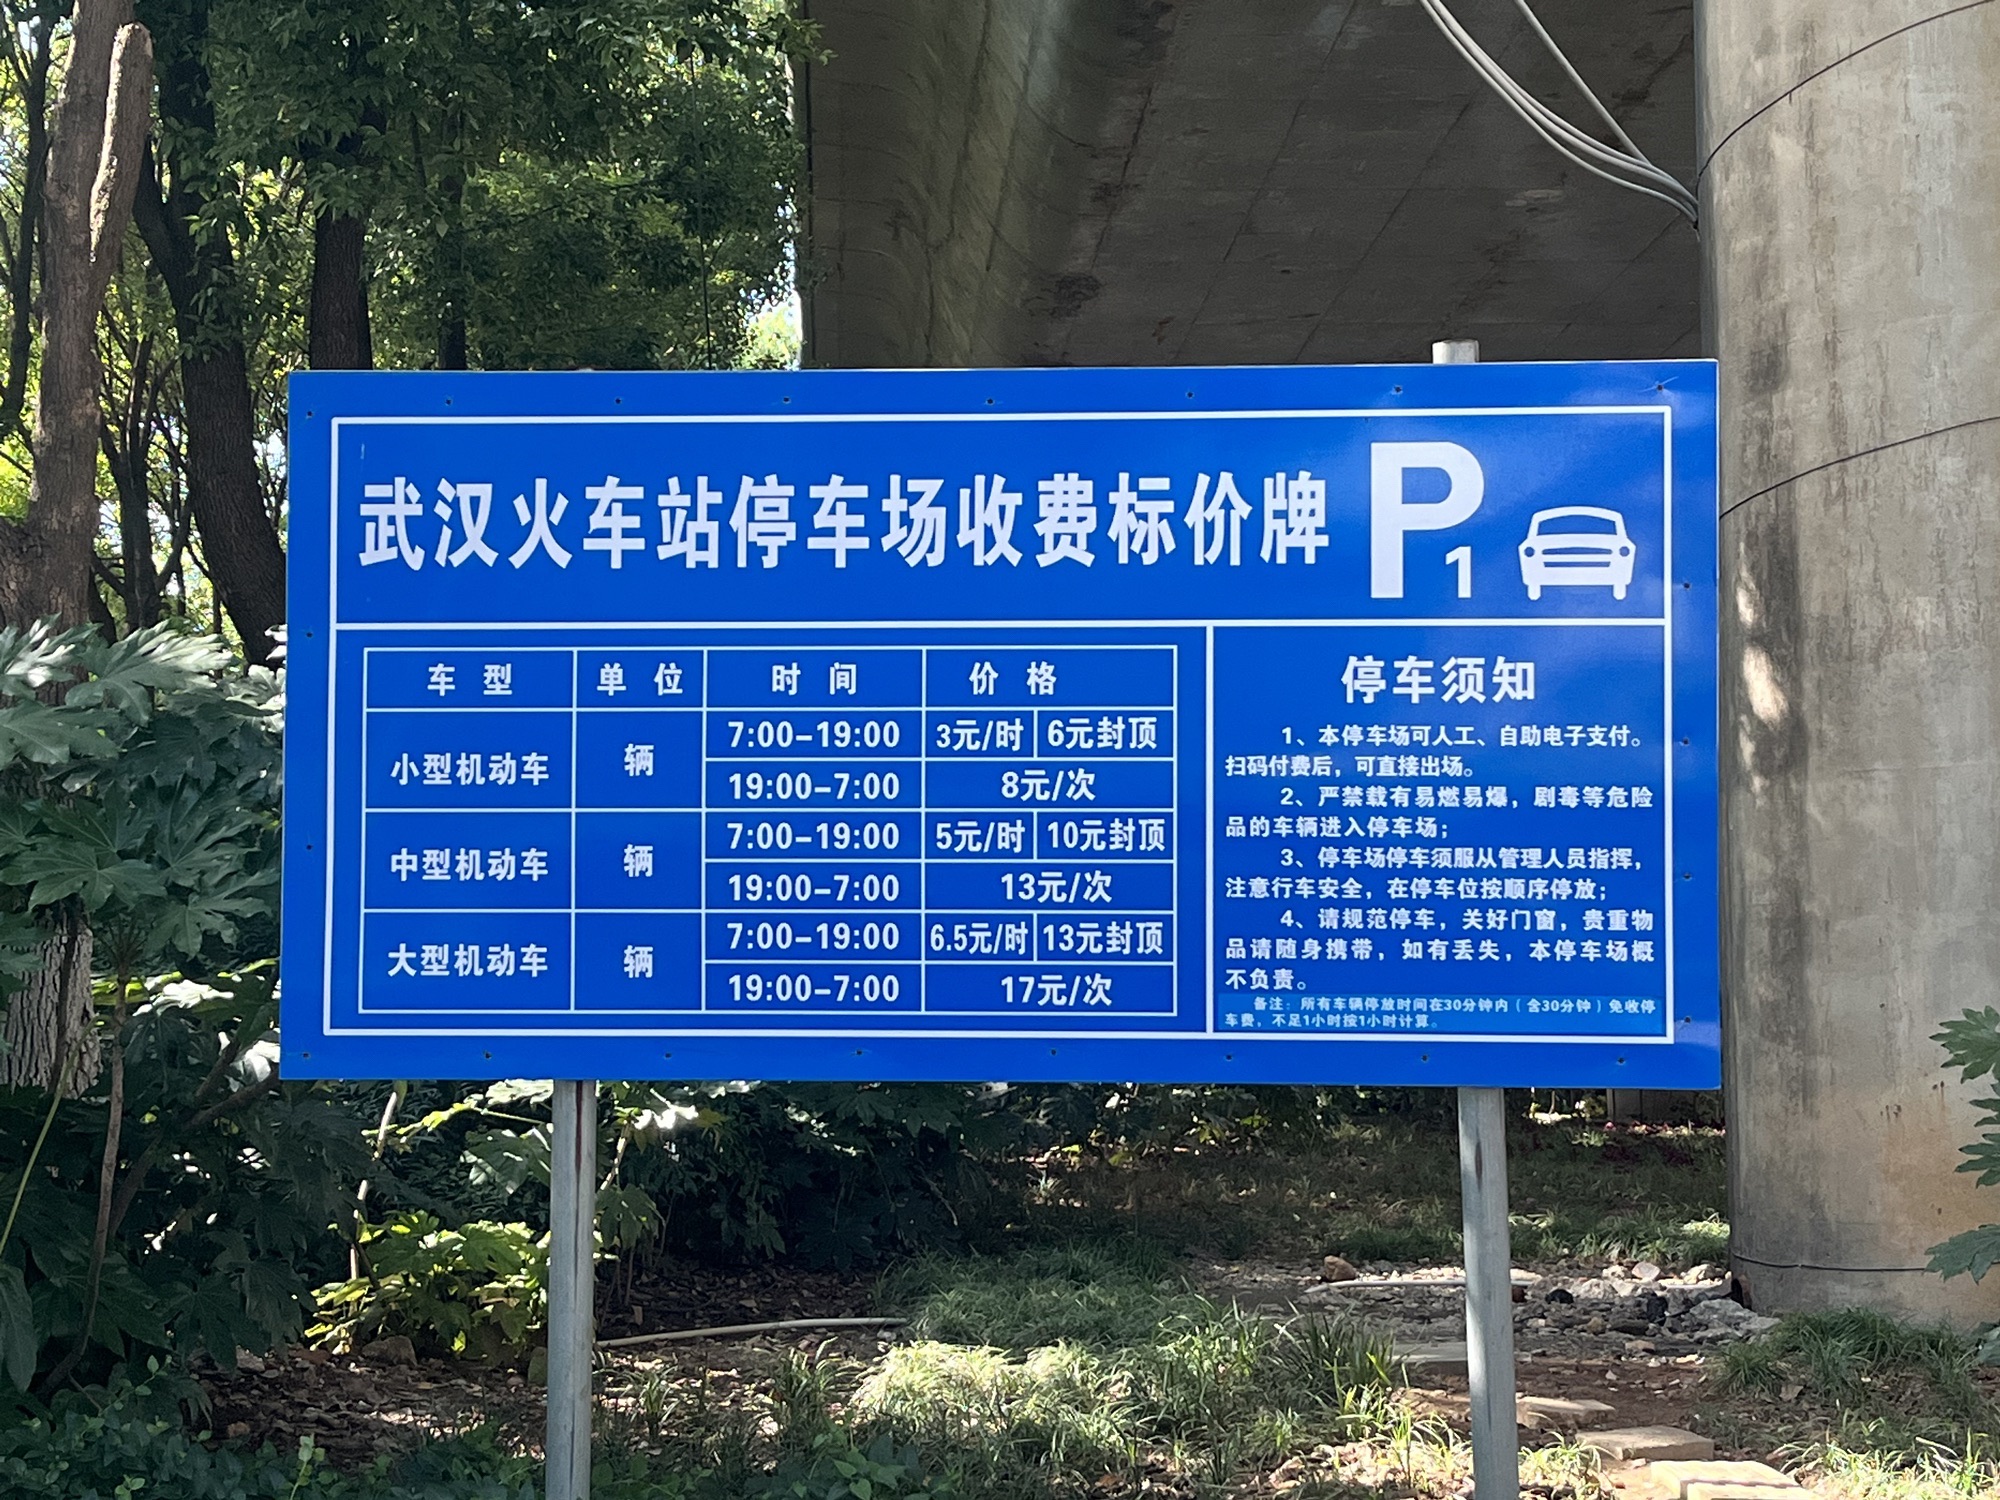 武汉火车站停车场收费标价牌 P1
车型 单位 时间 价格
小型机动车 辆 7:00-19:00 3元/时 6元封顶
19:00-7:00 8元/次
中型机动车 辆 7:00-19:00 5元/时 10元封顶
19:00-7:00 13元/次
大型机动车 辆 7:00-19:00 6.5元/时 13元封顶
19:00-7:00 17元/次
停车须知
1、本停车场可人工、自助电子支付。
扫码付费后，可直接出场。
2、严禁载有易燃易爆，剧毒等危险
品的车辆进入停车场；
3、停车场停车须服从管理人员指挥，
注意行车安全，在停车位按顺序停放；
4、请规范停车，关好门窗，贵重物
品请随身携带，如有丢失，本停车场概
不负责。
备注：所有车辆停放时间在30分钟内（含30分钟）免收停
车费，不足1小时按1小时计算。